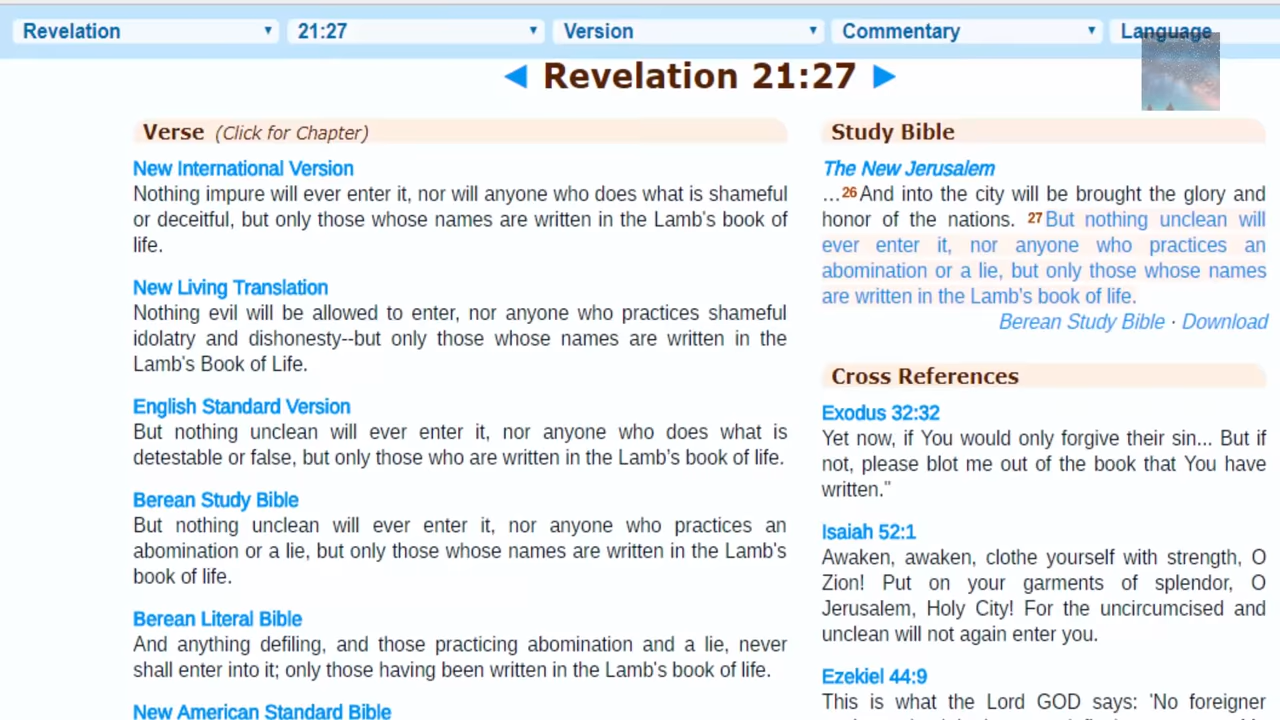 Revelation 21:27 Version Commentary Language
Revelation 21:27
Verse (Click for Chapter)
New International Version
Nothing impure will ever enter it, nor will anyone who does what is shameful
or deceitful, but only those whose names are written in the Lamb's book of
life.
New Living Translation
Nothing evil will be allowed to enter, nor anyone who practices shameful
idolatry and dishonesty--but only those whose names are written in the
Lamb's Book of Life.
English Standard Version
But nothing unclean will ever enter it, nor anyone who does what is
detestable or false, but only those who are written in the Lamb’s book of life.
Berean Study Bible
But nothing unclean will ever enter it, nor anyone who practices an
abomination or a lie, but only those whose names are written in the Lamb's
book of life.
Berean Literal Bible
And anything defiling, and those practicing abomination and a lie, never
shall enter into it; only those having been written in the Lamb's book of life.
New American Standard Bible
Study Bible
The New Jerusalem
…26And into the city will be brought the glory and
honor of the nations. 27But nothing unclean will
ever enter it, nor anyone who practices an
abomination or a lie, but only those whose names
are written in the Lamb's book of life.
Berean Study Bible · Download
Cross References
Exodus 32:32
Yet now, if You would only forgive their sin... But if
not, please blot me out of the book that You have
written."
Isaiah 52:1
Awaken, awaken, clothe yourself with strength, O
Zion! Put on your garments of splendor, O
Jerusalem, Holy City! For the uncircumcised and
unclean will not again enter you.
Ezekiel 44:9
This is what the Lord GOD says: 'No foreigner